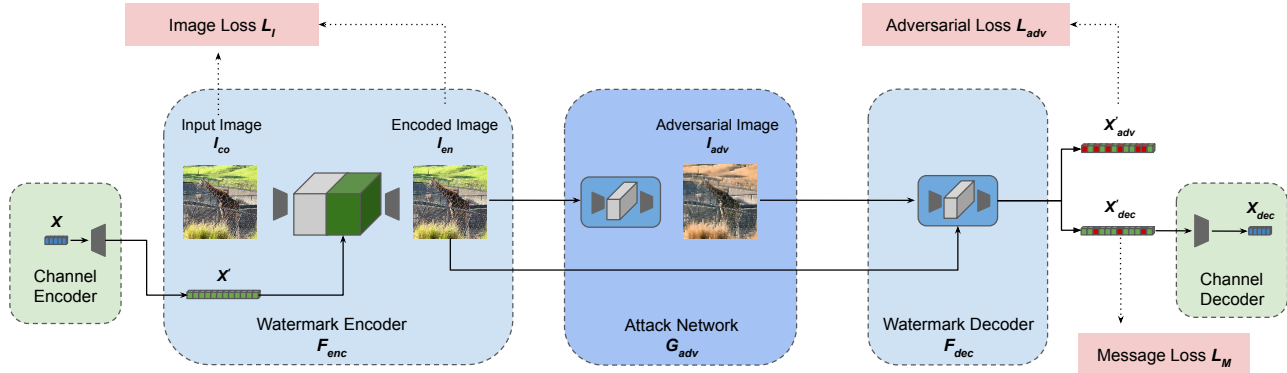 Image Loss L_I
Adversarial Loss L_adv
Input Image
I_co
Encoded Image
I_en
Adversarial Image
I_adv
X'_adv
X
Channel
Encoder
X'
X'_dec
X_dec
Channel
Decoder
Watermark Encoder
F_enc
Attack Network
G_adv
Watermark Decoder
F_dec
Message Loss L_M